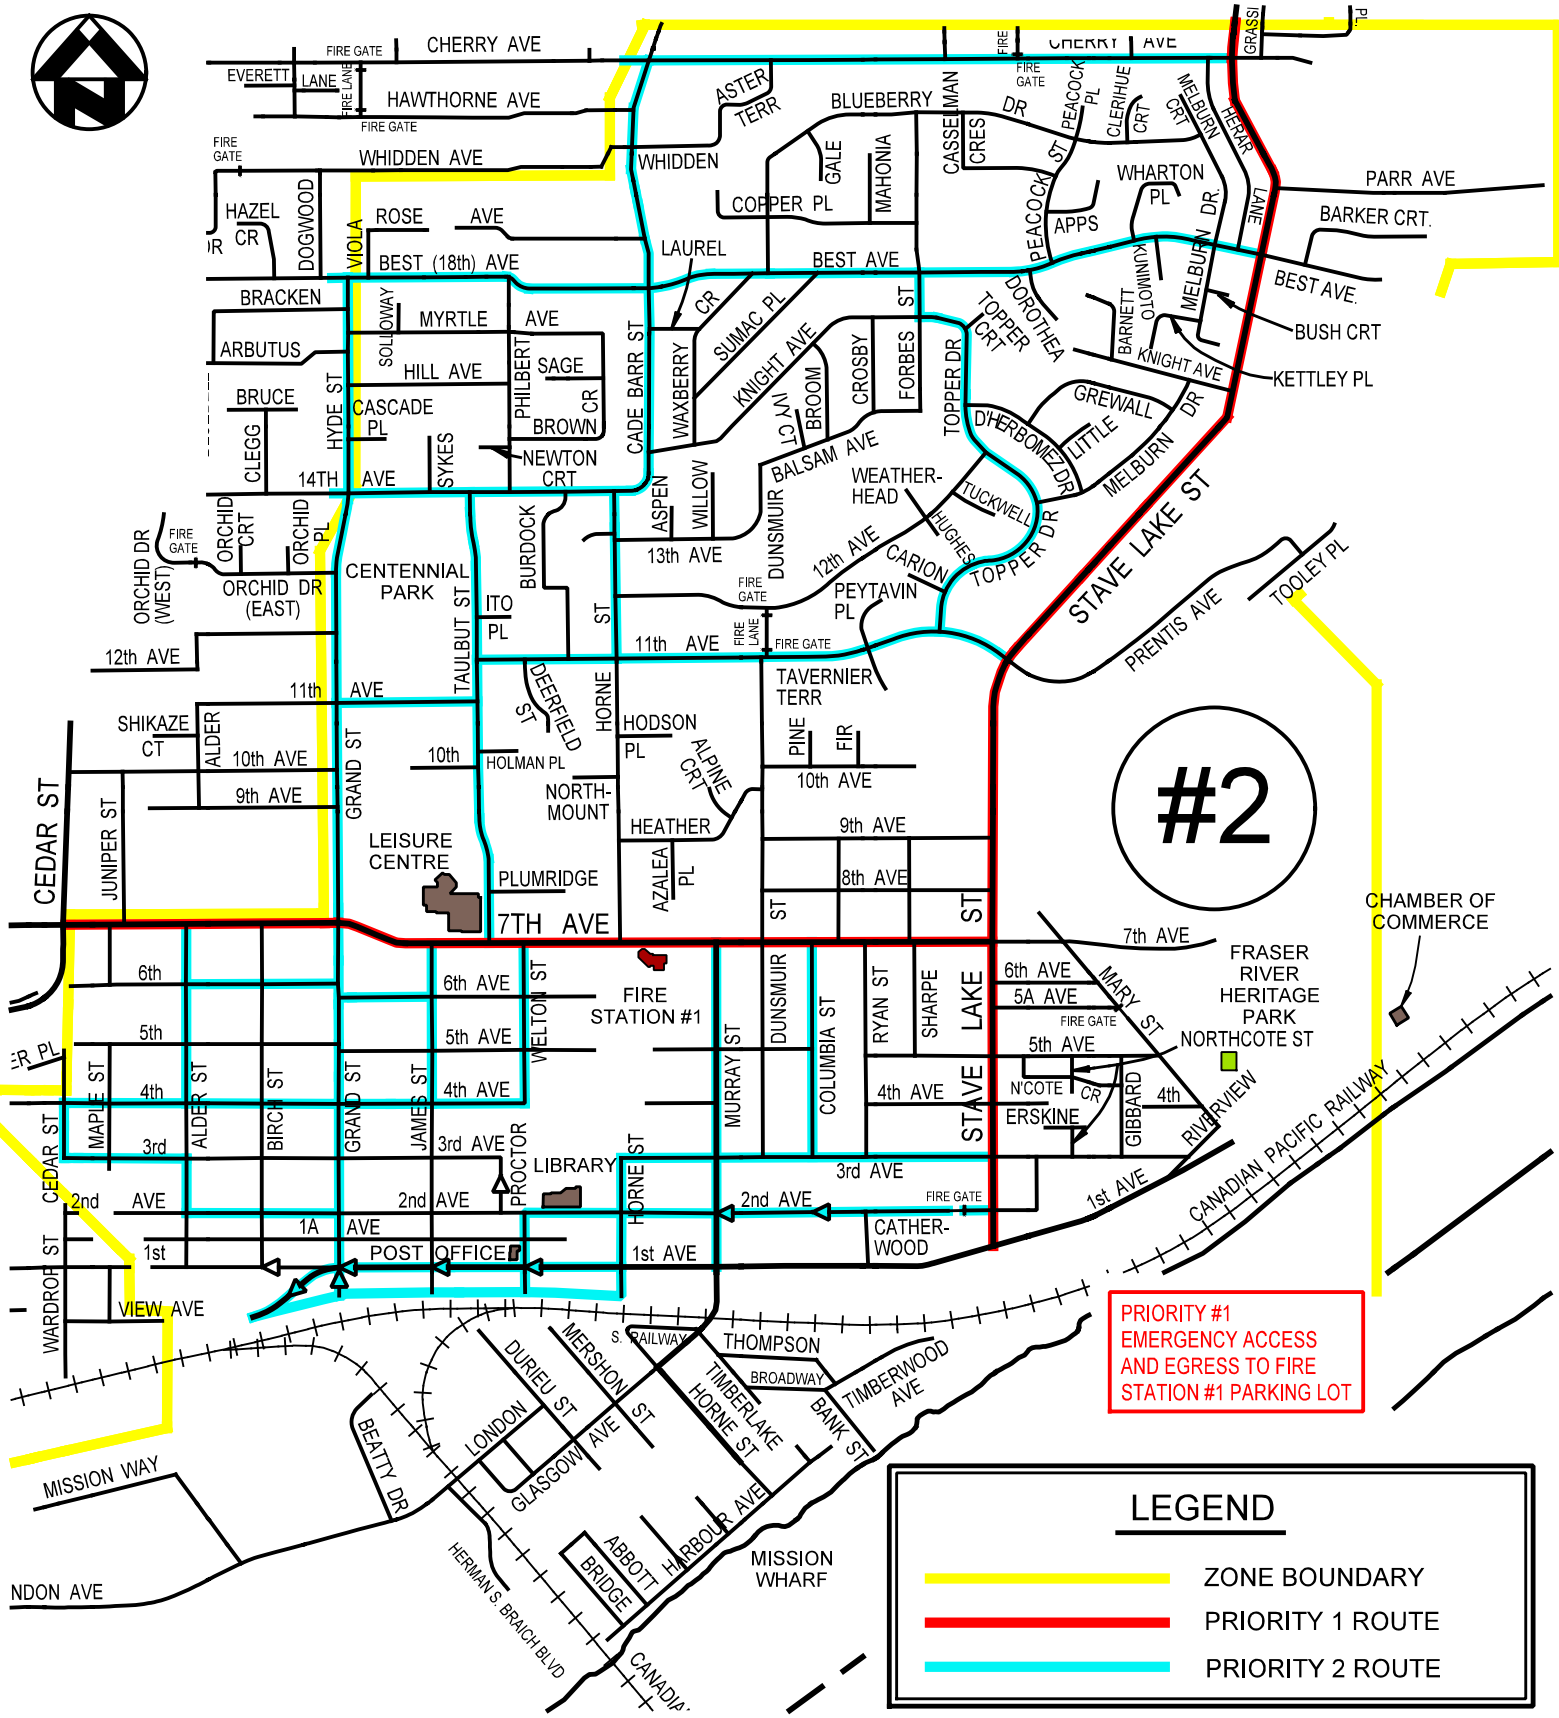 N
PL.
GRASSI
FIRE GATE
CHERRY AVE
FIRE
GATE
CHERRY AVE
EVERETT
LANE
FIRE LANE
HAWTHORNE AVE
FIRE GATE
ASTER
TERR
BLUEBERRY
DR
CASSELMAN
CRES
PEACOCK
PL
CLERIHUE
CRT
MELBURN
CRT
HERAR
LANE
FIRE
GATE
WHIDDEN AVE
WHIDDEN
GALE
MAHONIA
PEACOCK
ST
WHARTON
PL
PARR AVE
HAZEL
CR
DR
DOGWOOD
VIOLA
ROSE AVE
COPPER PL
APPS
MELBURN DR.
BARKER CRT.
BEST (18th) AVE
LAUREL
BEST AVE
KUNIMOTO
BEST AVE.
BRACKEN
SOLLOWAY
MYRTLE AVE
PHILBERT
CADE BARR ST
CR
SUMAC PL
FORBES
ST
TOPPER
CRT
DOROTHEA
BARNETT
BUSH CRT
ARBUTUS
HYDE ST
HILL AVE
SAGE
CR
WAXBERRY
KNIGHT AVE
CROSBY
TOPPER DR
KNIGHT AVE
KETTLEY PL
BRUCE
CASCADE
PL
BROWN
IVY CT
BROOM
D'HERBOMEZ DR
GREWALL
LITTLE
DR
CLEGG
SYKES
NEWTON
CRT
BALSAM AVE
MELBURN
14TH AVE
ASPEN
WILLOW
WEATHER-
HEAD
TUCKWELL
STAVE LAKE ST
ORCHID
CRT
ORCHID
PL
ORCHID DR
(WEST)
FIRE
GATE
BURDOCK
13th AVE
DUNSMUIR
12th AVE
HUGHES
CARION
TOPPER DR
ORCHID DR
(EAST)
CENTENNIAL
PARK
TAULBUT ST
ITO
PL
ST
FIRE
GATE
PEYTAVIN
PL
TOOLEY PL
PRENTIS AVE
12th AVE
11th AVE
FIRE
LANE
FIRE GATE
11th AVE
DEERFIELD
ST
HORNE
TAVERNIER
TERR
SHIKAZE
CT
ALDER
GRAND ST
HODSON
PL
PINE
FIR
10th AVE
10th
HOLMAN PL
ALPINE
CRT
10th AVE
CEDAR ST
JUNIPER ST
9th AVE
NORTH-
MOUNT
#2
LEISURE
CENTRE
HEATHER
9th AVE
PLUMRIDGE
AZALEA
PL
8th AVE
CHAMBER OF
COMMERCE
7TH AVE
ST
ST
7th AVE
6th
6th AVE
WELTON ST
FIRE
STATION #1
DUNSMUIR
COLUMBIA ST
RYAN ST
SHARPE
STAVE LAKE
6th AVE
5A AVE
FIRE GATE
MARY ST
FRASER
RIVER
HERITAGE
PARK
NORTHCOTE ST
5th
5th AVE
5th AVE
ER PL
MAPLE ST
4th
ALDER ST
BIRCH ST
GRAND ST
JAMES ST
4th AVE
MURRAY ST
4th AVE
N'COTE
CR
GIBBARD
4th
RIVERVIEW
CANADIAN PACIFIC RAILWAY
ERSKINE
CEDAR ST
3rd
3rd AVE
PROCTOR
LIBRARY
HORNE ST
3rd AVE
2nd AVE
2nd AVE
2nd AVE
FIRE GATE
1st AVE
WARDROP ST
1A AVE
1st
POST OFFICE
1st AVE
CATHER-
WOOD
VIEW AVE
S. RAILWAY
THOMPSON
BROADWAY
TIMBERWOOD
AVE
DURIEU ST
MERSHON ST
TIMBERLAKE
HORNE ST
BANK ST
PRIORITY #1
EMERGENCY ACCESS
AND EGRESS TO FIRE
STATION #1 PARKING LOT
BEATTY DR
LONDON
GLASGOW AVE
MISSION WAY
HARBOUR AVE
ABBOTT
BRIDGE
HERMAN S. BRAICH BLVD
MISSION
WHARF
NDON AVE
LEGEND
ZONE BOUNDARY
PRIORITY 1 ROUTE
PRIORITY 2 ROUTE